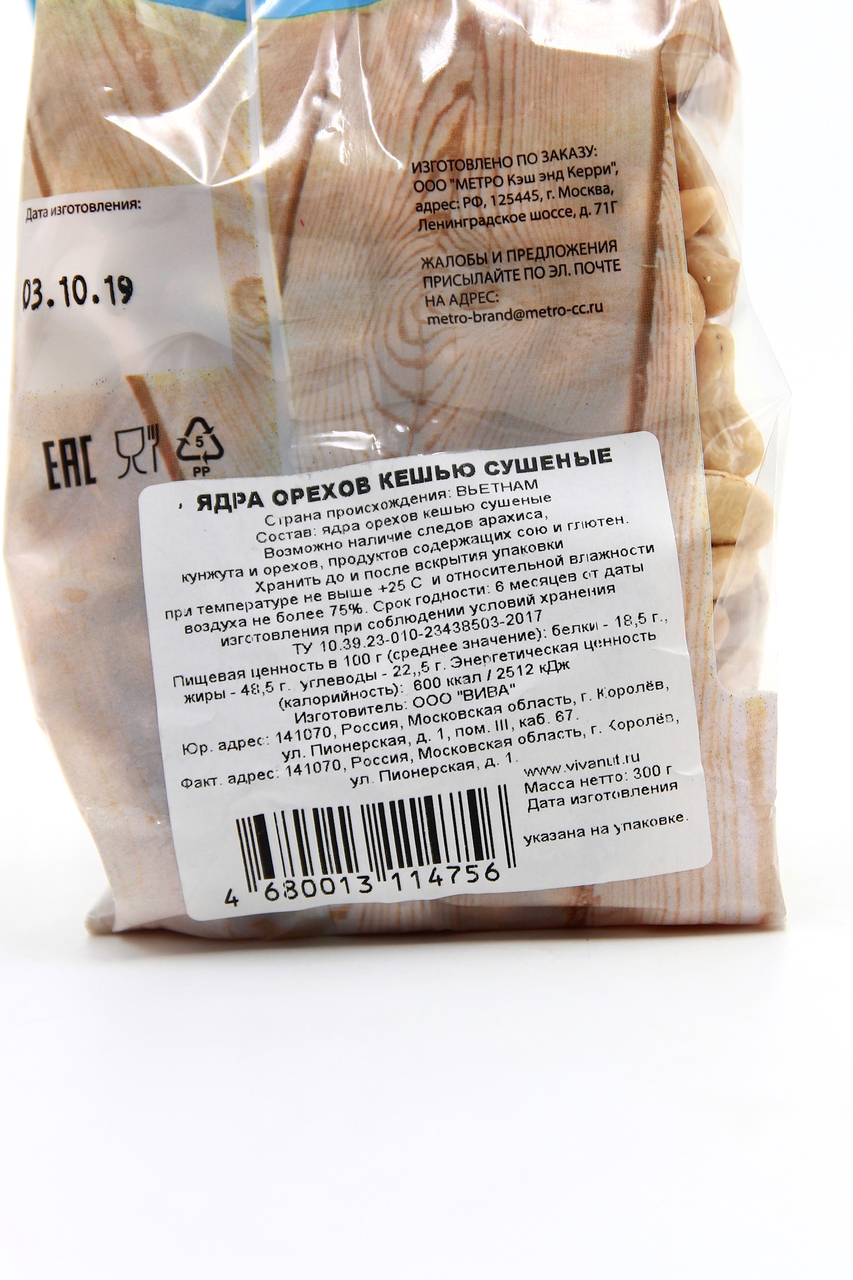 ИЗГОТОВЛЕНО ПО ЗАКАЗУ:
ООО "МЕТРО Кэш энд Керри",
адрес: РФ, 125445, г. Москва,
Ленинградское шоссе, д. 71Г
ЖАЛОБЫ И ПРЕДЛОЖЕНИЯ
ПРИСЫЛАЙТЕ ПО ЭЛ. ПОЧТЕ
НА АДРЕС:
metro-brand@metro-cc.ru
Дата изготовления:
03.10.19
EAC
5
PP
ЯДРА ОРЕХОВ КЕШЬЮ СУШЕНЫЕ
Страна происхождения: ВЬЕТНАМ
Состав: ядра орехов кешью сушеные
Возможно наличие следов арахиса,
кунжута и орехов, продуктов содержащих сою и глютен.
Хранить до и после вскрытия упаковки
при температуре не выше +25 С и относительной влажности
воздуха не более 75%. Срок годности: 6 месяцев от даты
изготовления при соблюдении условий хранения
ТУ 10.39.23-010-23438503-2017
Пищевая ценность в 100 г (среднее значение): белки - 18,5 г.,
жиры - 48,5 г. углеводы - 22,,5 г. Энергетическая ценность
(калорийность): 600 ккал / 2512 кДж
Изготовитель: ООО "ВИВА"
Юр. адрес: 141070, Россия, Московская область, г. Королёв,
ул. Пионерская, д. 1, пом. III, каб. 67.
Факт. адрес: 141070, Россия, Московская область, г. Королёв,
ул. Пионерская, д. 1.
www.vivanut.ru
Масса нетто: 300 г
Дата изготовления
указана на упаковке.
4 680013 114756